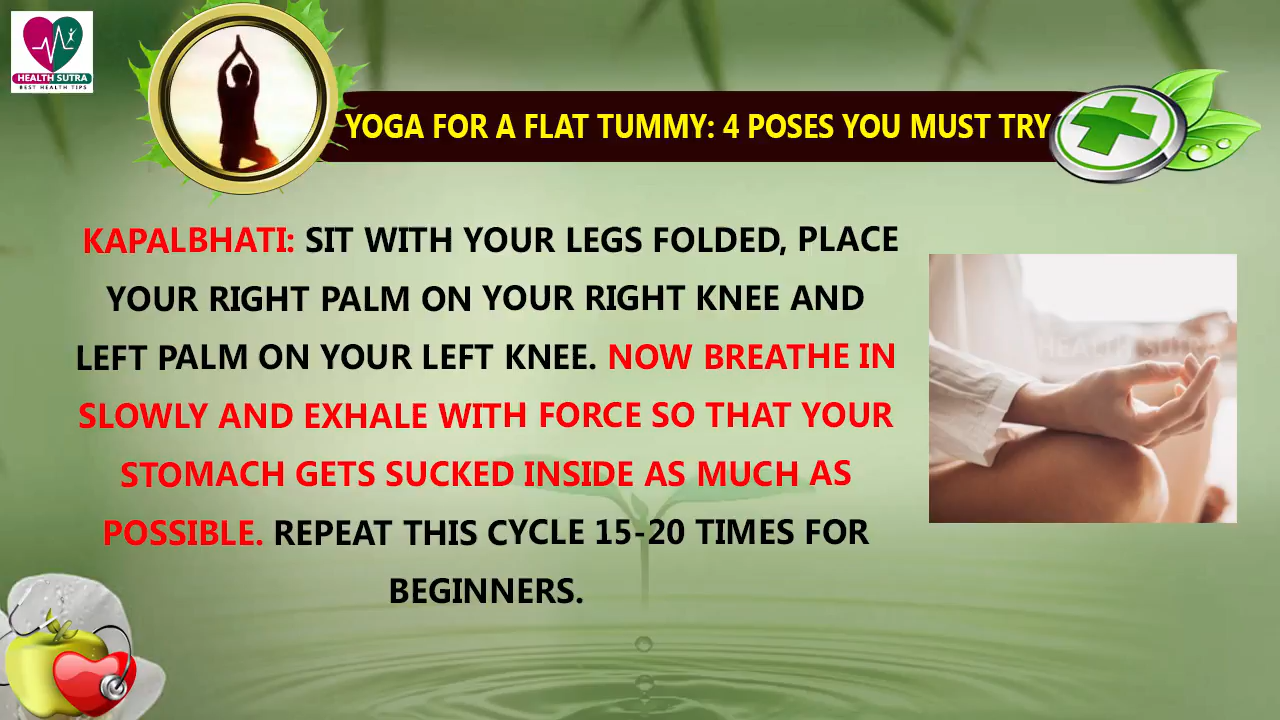 HEALTH SUTRA
BEST HEALTH TIPS
YOGA FOR A FLAT TUMMY: 4 POSES YOU MUST TRY
KAPALBHATI: SIT WITH YOUR LEGS FOLDED, PLACE
YOUR RIGHT PALM ON YOUR RIGHT KNEE AND
LEFT PALM ON YOUR LEFT KNEE. NOW BREATHE IN
SLOWLY AND EXHALE WITH FORCE SO THAT YOUR
STOMACH GETS SUCKED INSIDE AS MUCH AS
POSSIBLE. REPEAT THIS CYCLE 15-20 TIMES FOR
BEGINNERS.
HEALTH SUTRA